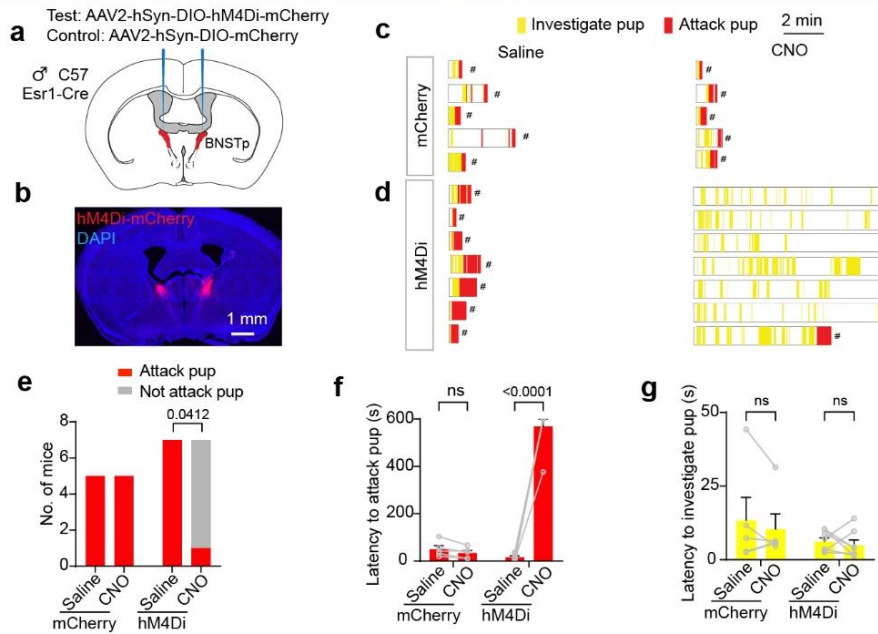 Test: AAV2-hSyn-DIO-hM4Di-mCherry
a Control: AAV2-hSyn-DIO-mCherry
♂ C57
Esr1-Cre
BNSTp
b
hM4Di-mCherry
DAPI
1 mm
Investigate pup Attack pup 2 min
c Saline CNO
mCherry
#
#
#
#
#
#
#
#
#
#
d
hM4Di
#
#
#
#
#
#
#
#
e
Attack pup
Not attack pup
0.0412
No. of mice
8
6
4
2
0
Saline CNO Saline CNO
mCherry hM4Di
f
ns <0.0001
Latency to attack pup (s)
600
400
200
0
Saline CNO Saline CNO
mCherry hM4Di
g
ns ns
Latency to investigate pup (s)
50
25
0
Saline CNO Saline CNO
mCherry hM4Di